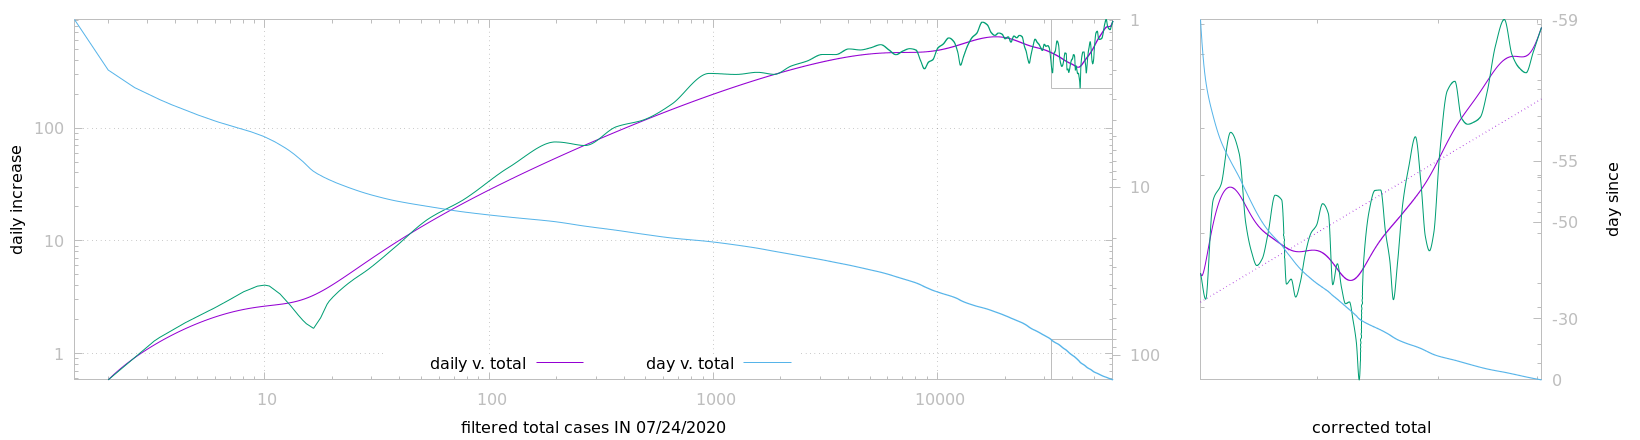 1
-59
100
-55
10
10
-50
daily increase
day since
1
100
-30
0
daily v. total
day v. total
10
100
1000
10000
filtered total cases IN 07/24/2020
corrected total